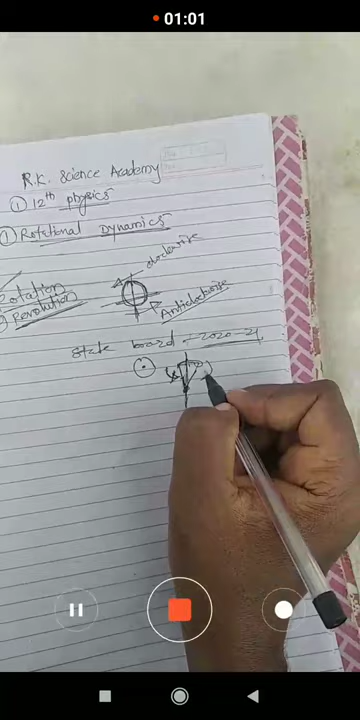 01:01
R.K. Science Academy
① 12th physics
① Rotational Dynamics
clockwise
Rotation
Anticlockwise
Revolution
State board - 2020-21.